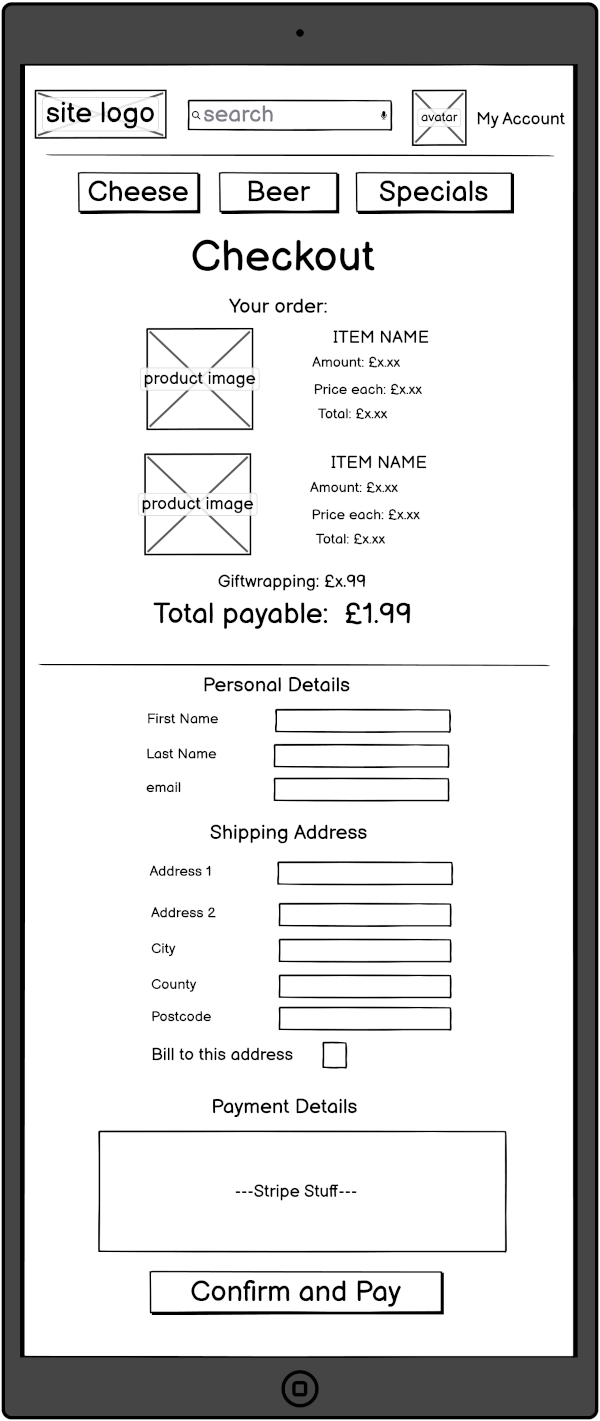 site logo
search
avatar
My Account
Cheese
Beer
Specials
Checkout
Your order:
product image
ITEM NAME
Amount: £x.xx
Price each: £x.xx
Total: £x.xx
product image
ITEM NAME
Amount: £x.xx
Price each: £x.xx
Total: £x.xx
Giftwrapping: £x.99
Total payable: £1.99
Personal Details
First Name
Last Name
email
Shipping Address
Address 1
Address 2
City
County
Postcode
Bill to this address
Payment Details
---Stripe Stuff---
Confirm and Pay